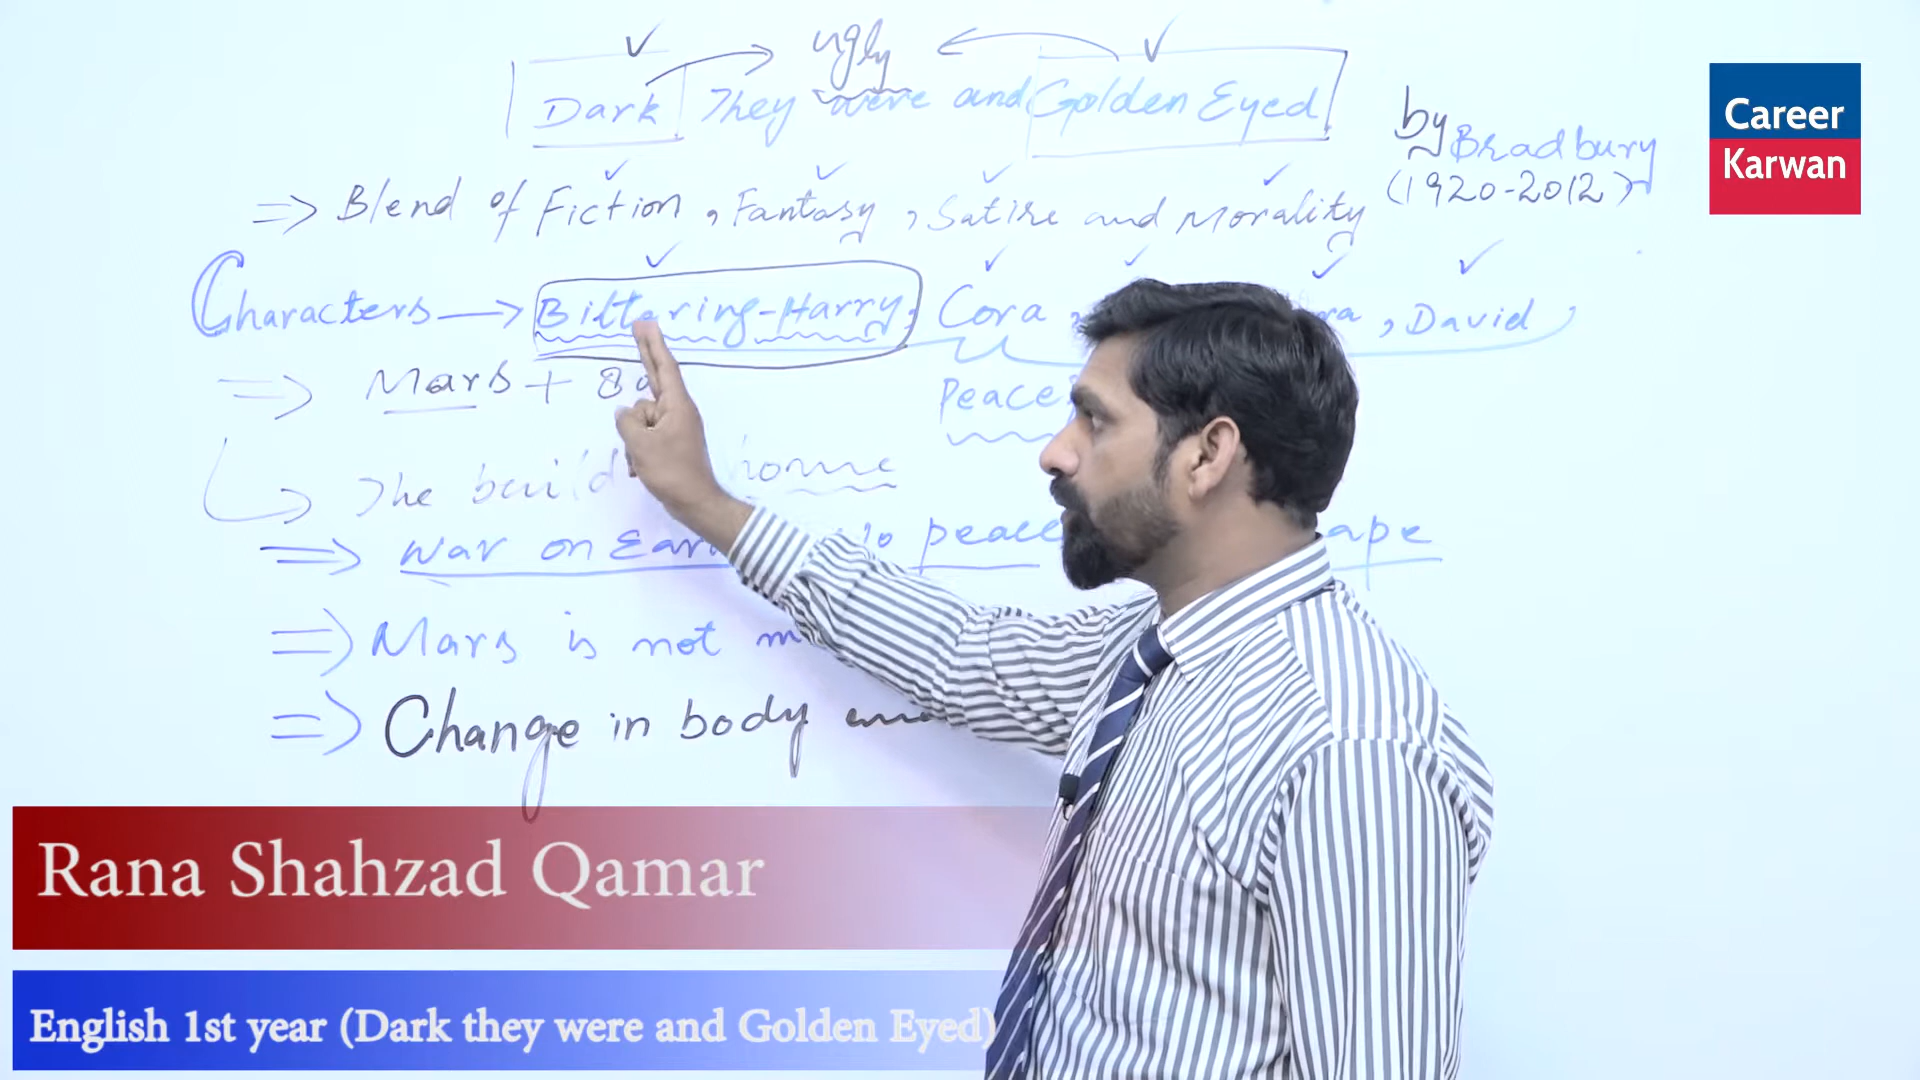 ugly
Dark They were and Golden Eyed
by Bradbury
(1920-2012)
=> Blend of Fiction, Fantasy, Satire and Morality
Characters → Bittering-Harry, Cora, David
=> Mars +
Peace
The build home
=> War on Ear to peace ape
=> Mars is not m
=> Change in body
Career
Karwan
Rana Shahzad Qamar
English 1st year (Dark they were and Golden Eyed)